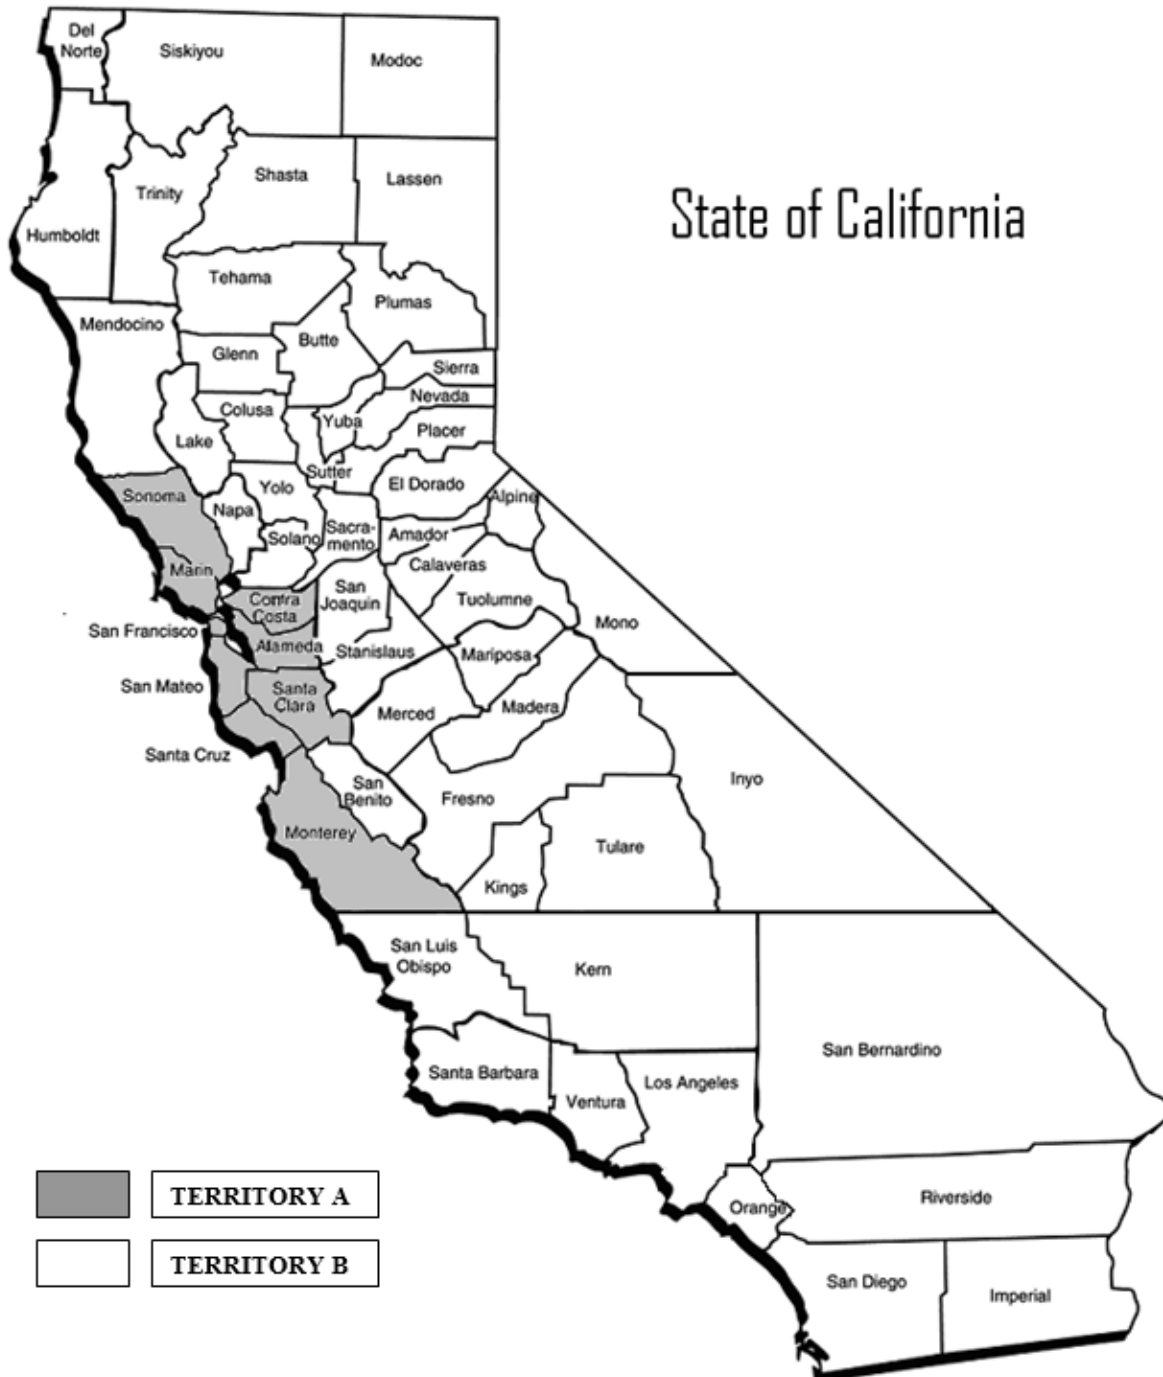 Del
Norte
Siskiyou
Modoc
Shasta
Lassen
Trinity
Humboldt
State of California
Tehama
Plumas
Mendocino
Butte
Glenn
Sierra
Nevada
Colusa
Yuba
Placer
Lake
Sutter
El Dorado
Yolo
Sonoma
Alpine
Napa
Sacra-
mento
Solano
Amador
Calaveras
Marin
San
Joaquin
Contra
Costa
Tuolumne
Mono
San Francisco
Alameda
Stanislaus
Mariposa
San Mateo
Santa
Clara
Merced
Madera
Santa Cruz
Inyo
San
Benito
Fresno
Monterey
Tulare
Kings
San Luis
Obispo
Kern
San Bernardino
Santa Barbara
Los Angeles
Ventura
TERRITORY A
Riverside
Orange
TERRITORY B
San Diego
Imperial